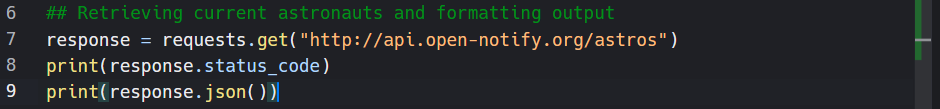 6 ## Retrieving current astronauts and formatting output
7 response = requests.get("http://api.open-notify.org/astros")
8 print(response.status_code)
9 print(response.json())